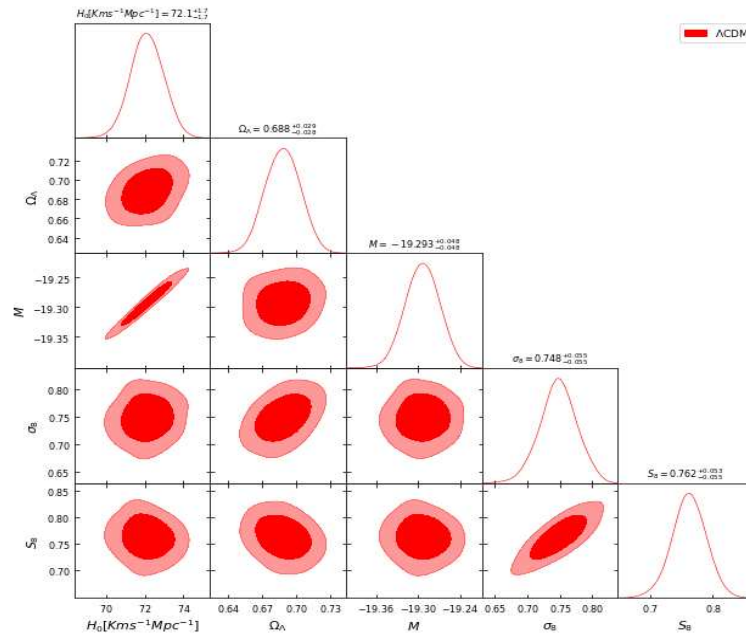 H₀[Kms⁻¹Mpc⁻¹] = 72.1⁺¹·⁷₋₁.₇
ΛCDM
Ω_Λ = 0.688^{+0.029}_{−0.028}
0.72
0.70
0.68
0.66
0.64
Ω_Λ
M = −19.293^{+0.048}_{−0.048}
−19.25
−19.30
−19.35
M
σ₈ = 0.748^{+0.055}_{−0.055}
0.80
0.75
0.70
0.65
σ₈
S₈ = 0.762^{+0.053}_{−0.055}
0.85
0.80
0.75
0.70
S₈
70 72 74 0.64 0.67 0.70 0.73 −19.36 −19.30 −19.24 0.65 0.70 0.75 0.80 0.7 0.8
H₀[Kms⁻¹Mpc⁻¹] Ω_Λ M σ₈ S₈